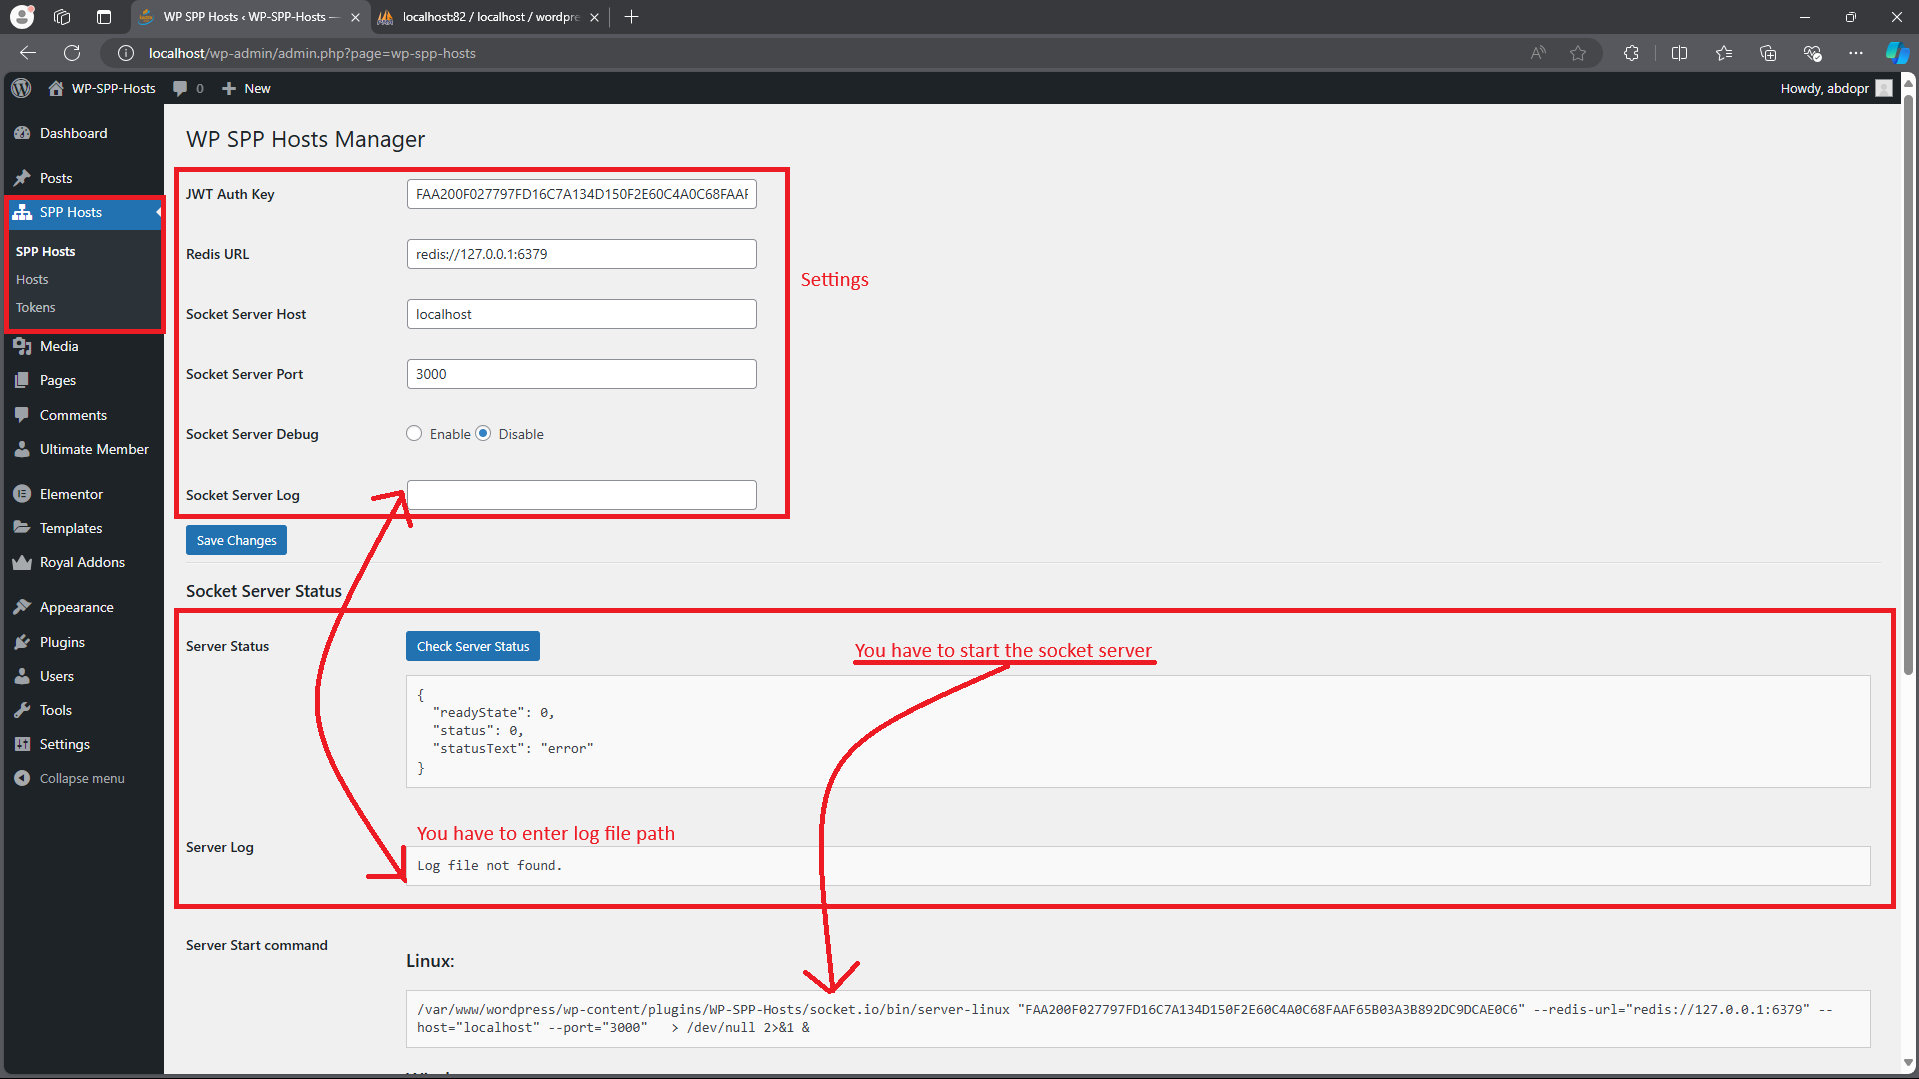 WP SPP Hosts ‹ WP-SPP-Hosts —
localhost:82 / localhost / wordpre
localhost/wp-admin/admin.php?page=wp-spp-hosts
WP-SPP-Hosts
0
New
Howdy, abdopr
Dashboard
Posts
SPP Hosts
SPP Hosts
Hosts
Tokens
Media
Pages
Comments
Ultimate Member
Elementor
Templates
Royal Addons
Appearance
Plugins
Users
Tools
Settings
Collapse menu
WP SPP Hosts Manager
JWT Auth Key
FAA200F027797FD16C7A134D150F2E60C4A0C68FAAF
Redis URL
redis://127.0.0.1:6379
Settings
Socket Server Host
localhost
Socket Server Port
3000
Socket Server Debug
Enable Disable
Socket Server Log
Save Changes
Socket Server Status
Server Status
Check Server Status
You have to start the socket server
{
"readyState": 0,
"status": 0,
"statusText": "error"
}
You have to enter log file path
Server Log
Log file not found.
Server Start command
Linux:
/var/www/wordpress/wp-content/plugins/WP-SPP-Hosts/socket.io/bin/server-linux "FAA200F027797FD16C7A134D150F2E60C4A0C68FAAF65B03A3B892DC9DCAE0C6" --redis-url="redis://127.0.0.1:6379" --
host="localhost" --port="3000" > /dev/null 2>&1 &